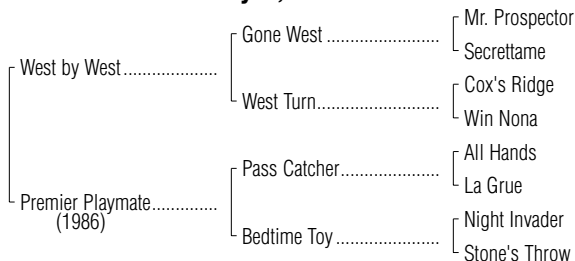 Gone West
Mr. Prospector
Secrettame
West by West
West Turn
Cox's Ridge
Win Nona
Pass Catcher
All Hands
La Grue
Premier Playmate
(1986)
Bedtime Toy
Night Invader
Stone's Throw